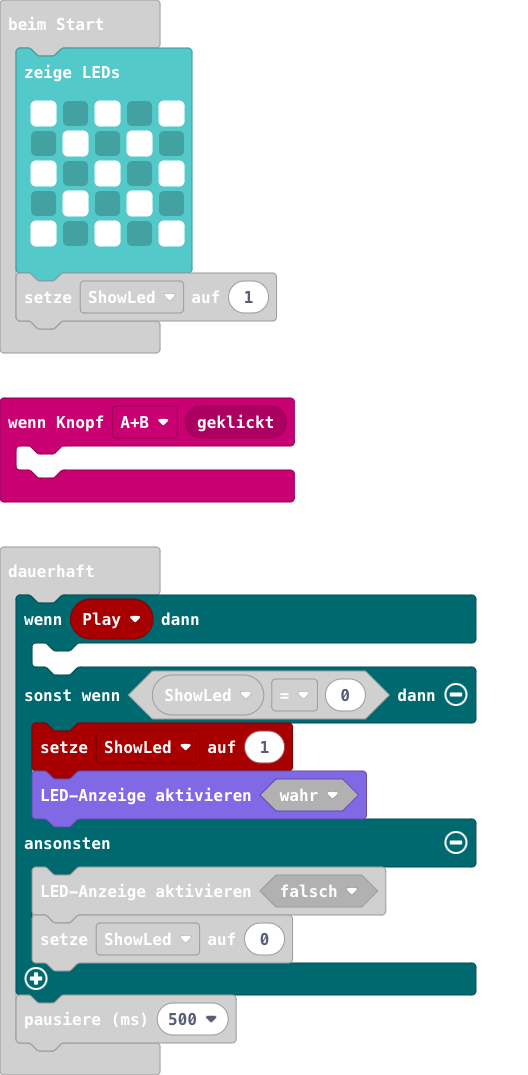 beim Start
zeige LEDs
setze ShowLed auf 1
wenn Knopf A+B geklickt
dauerhaft
wenn Play dann
sonst wenn ShowLed = 0 dann
setze ShowLed auf 1
LED-Anzeige aktivieren wahr
ansonsten
LED-Anzeige aktivieren falsch
setze ShowLed auf 0
pausiere (ms) 500